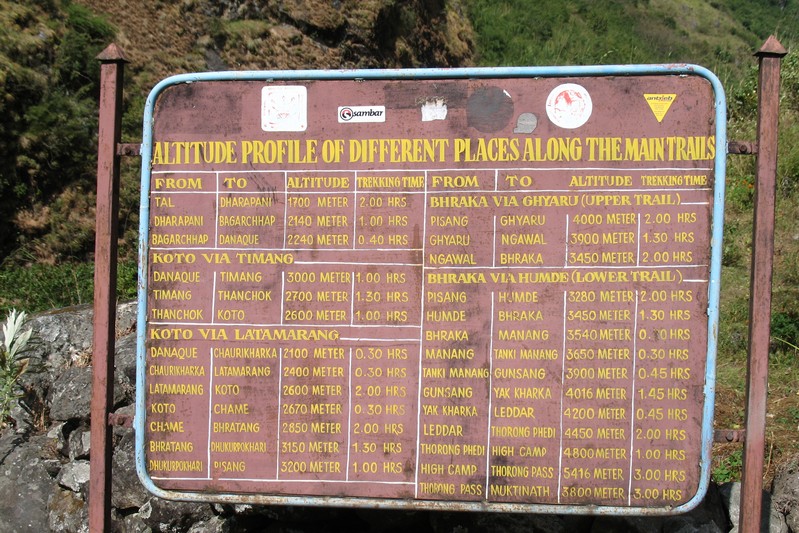 sambar
antrieb
ALTITUDE PROFILE OF DIFFERENT PLACES ALONG THE MAIN TRAILS
FROM TO ALTITUDE TREKKING TIME
TAL DHARAPANI 1700 METER 2.00 HRS
DHARAPANI BAGARCHHAP 2140 METER 1.00 HRS
BAGARCHHAP DANAQUE 2240 METER 0.40 HRS
KOTO VIA TIMANG
DANAQUE TIMANG 3000 METER 1.00 HRS
TIMANG THANCHOK 2700 METER 1.30 HRS
THANCHOK KOTO 2600 METER 1.00 HRS
KOTO VIA LATAMARANG
DANAQUE CHAURIKHARKA 2100 METER 0.30 HRS
CHAURIKHARKA LATAMARANG 2400 METER 0.30 HRS
LATAMARANG KOTO 2600 METER 2.00 HRS
KOTO CHAME 2670 METER 0.30 HRS
CHAME BHRATANG 2850 METER 2.00 HRS
BHRATANG DHUKURPOKHARI 3150 METER 1.30 HRS
DHUKURPOKHARI PISANG 3200 METER 1.00 HRS
FROM TO ALTITUDE TREKKING TIME
BHRAKA VIA GHYARU (UPPER TRAIL)
PISANG GHYARU 4000 METER 2.00 HRS
GHYARU NGAWAL 3900 METER 1.30 HRS
NGAWAL BHRAKA 3450 METER 2.00 HRS
BHRAKA VIA HUMDE (LOWER TRAIL)
PISANG HUMDE 3280 METER 2.00 HRS
HUMDE BHRAKA 3450 METER 1.30 HRS
BHRAKA MANANG 3540 METER HRS
MANANG TANKI MANANG 3650 METER 0.30 HRS
TANKI MANANG GUNSANG 3900 METER 0.45 HRS
GUNSANG YAK KHARKA 4016 METER 1.45 HRS
YAK KHARKA LEDDAR 4200 METER 0.45 HRS
LEDDAR THORONG PHEDI 4450 METER 2.00 HRS
THORONG PHEDI HIGH CAMP 4800 METER 1.00 HRS
HIGH CAMP THORONG PASS 5416 METER 3.00 HRS
THORONG PASS MUKTINATH 3800 METER 3.00 HRS